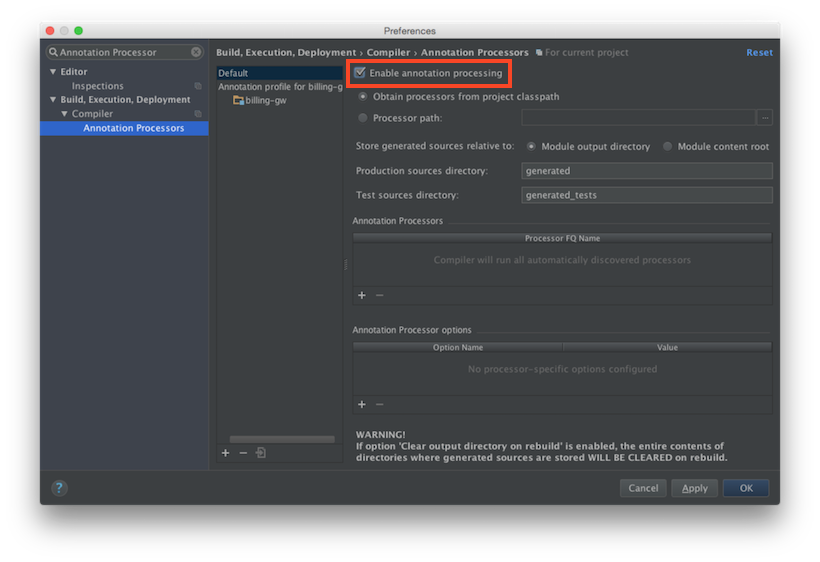 Preferences
Annotation Processor
Editor
Inspections
Build, Execution, Deployment
Compiler
Annotation Processors
Build, Execution, Deployment › Compiler › Annotation Processors For current project Reset
Default
Annotation profile for billing-g
billing-gw
Enable annotation processing
Obtain processors from project classpath
Processor path:
Store generated sources relative to: Module output directory Module content root
Production sources directory: generated
Test sources directory: generated_tests
Annotation Processors
Processor FQ Name
Compiler will run all automatically discovered processors
Annotation Processor options
Option Name Value
No processor-specific options configured
WARNING!
If option 'Clear output directory on rebuild' is enabled, the entire contents of
directories where generated sources are stored WILL BE CLEARED on rebuild.
? Cancel Apply OK